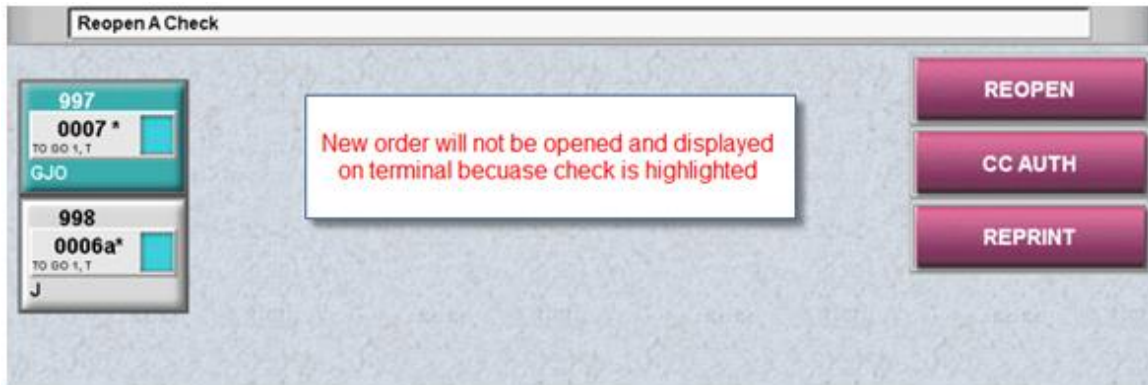 Reopen A Check
997
0007 *
TO GO 1, T
GJO
998
0006a*
TO GO 1, T
J
New order will not be opened and displayed
on terminal becuase check is highlighted
REOPEN
CC AUTH
REPRINT